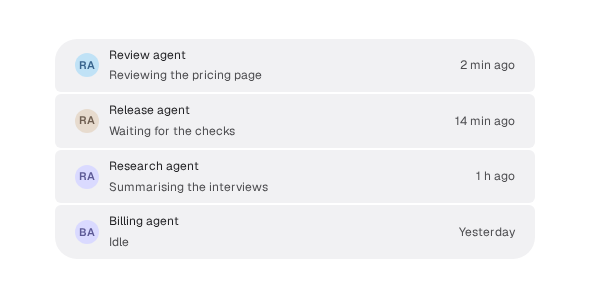 RA
Review agent
Reviewing the pricing page
2 min ago
RA
Release agent
Waiting for the checks
14 min ago
RA
Research agent
Summarising the interviews
1 h ago
BA
Billing agent
Idle
Yesterday